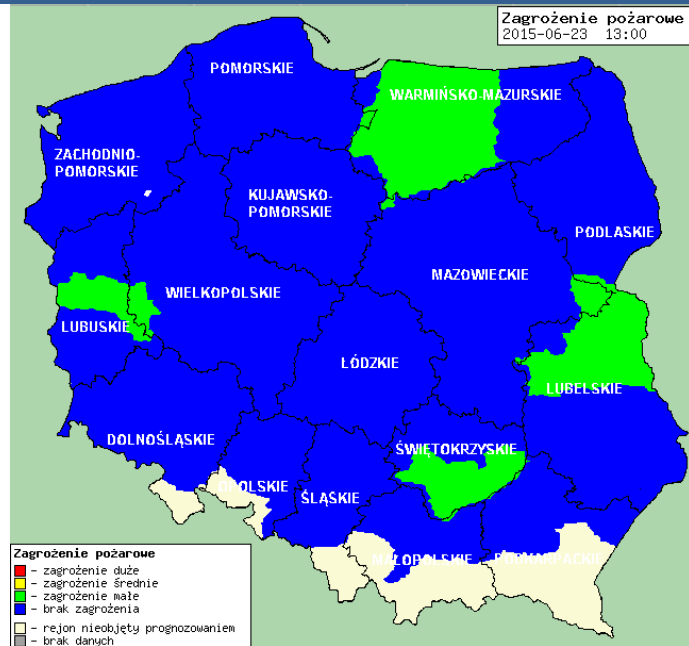 Zagrożenie pożarowe
2015-06-23 13:00
POMORSKIE
WARMIŃSKO-MAZURSKIE
ZACHODNIO-
POMORSKIE
KUJAWSKO-
POMORSKIE
PODLASKIE
MAZOWIECKIE
WIELKOPOLSKIE
LUBUSKIE
ŁÓDZKIE
LUBELSKIE
DOLNOŚLĄSKIE
ŚWIĘTOKRZYSKIE
OPOLSKIE
ŚLĄSKIE
MAŁOPOLSKIE
PODKARPACKIE
Zagrożenie pożarowe
- zagrożenie duże
- zagrożenie średnie
- zagrożenie małe
- brak zagrożenia
- rejon nieobjęty prognozowaniem
- brak danych